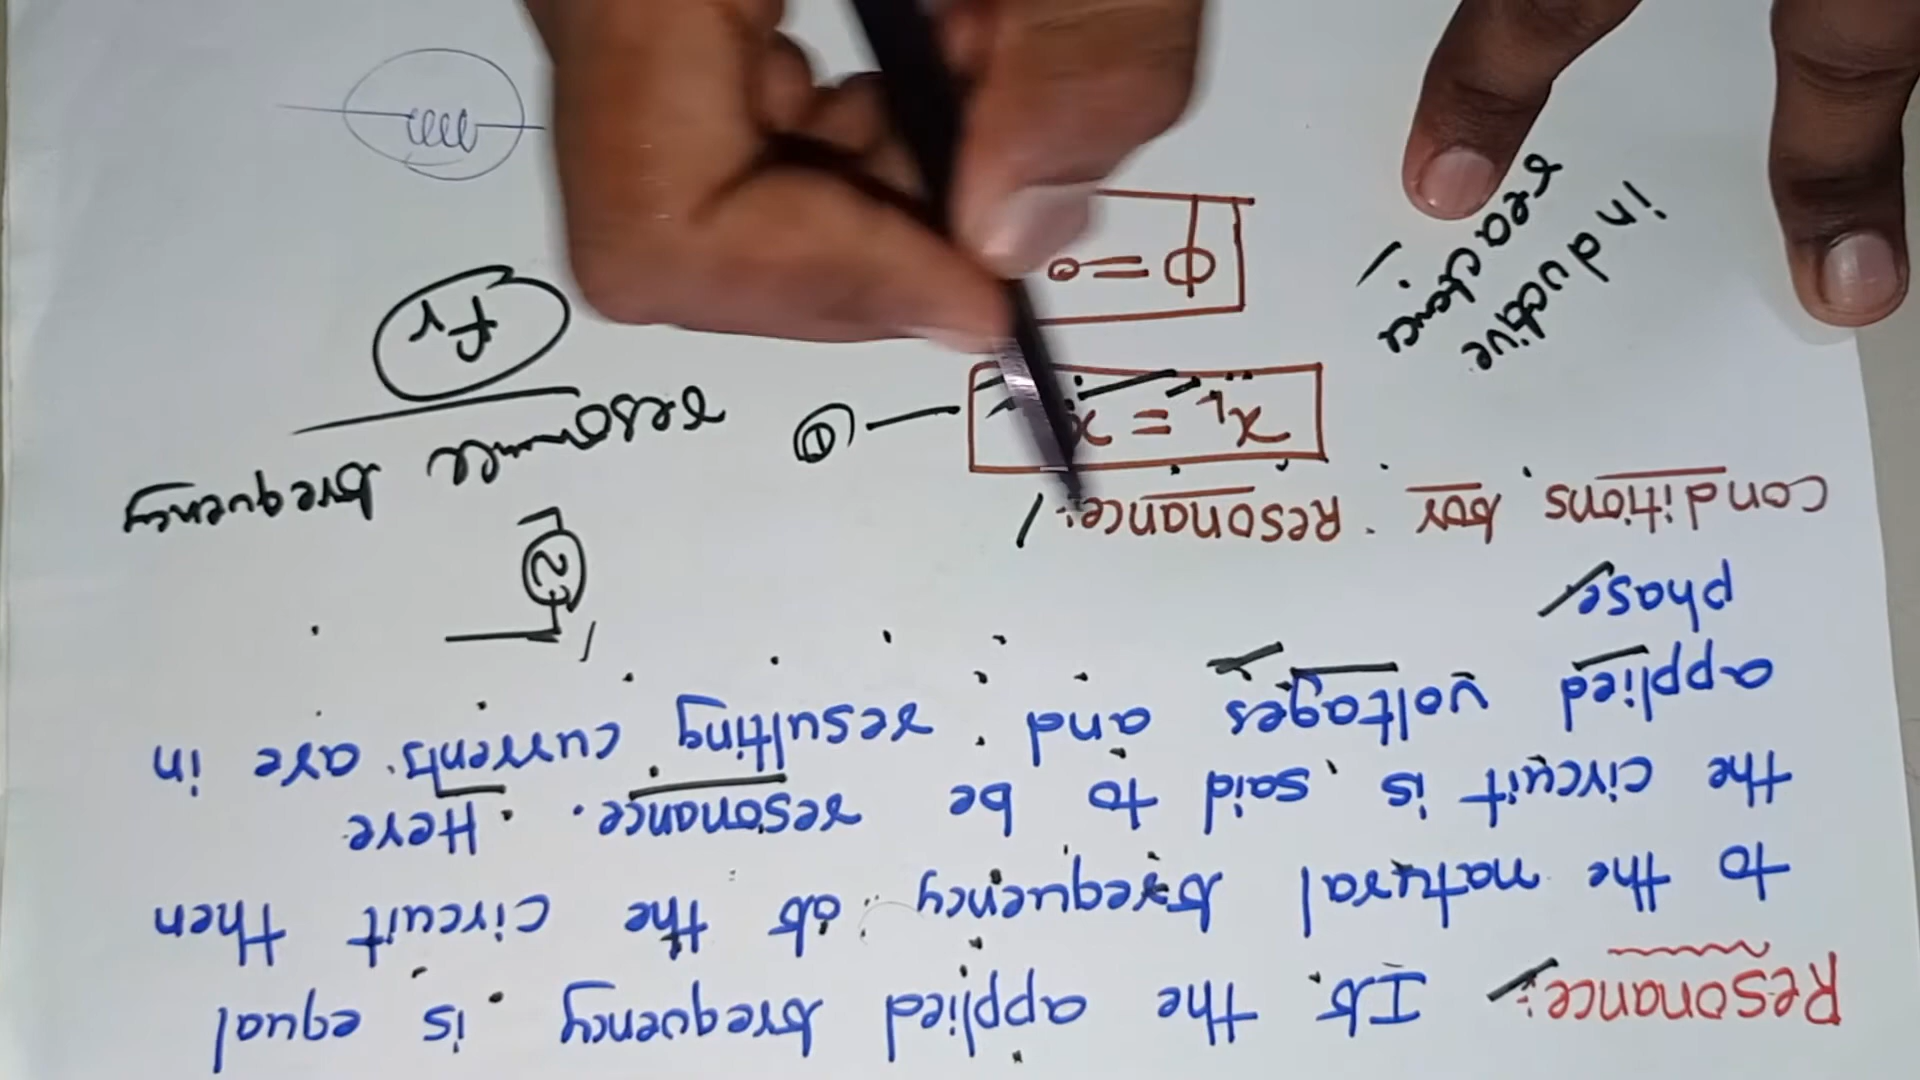 Resonance:- If the applied frequency is equal
to the natural frequency of the circuit then
the circuit is said to be resonance. Here
applied voltages and resulting currents are in
phase
Conditions for Resonance:-
X_L = X
①
ϕ = 0
inductive
reactance
resonance frequency
Fr